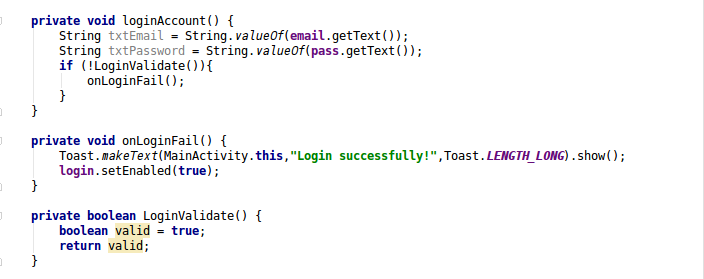 private void loginAccount() {
String txtEmail = String.valueOf(email.getText());
String txtPassword = String.valueOf(pass.getText());
if (!LoginValidate()){
onLoginFail();
}
}
private void onLoginFail() {
Toast.makeText(MainActivity.this,"Login successfully!",Toast.LENGTH_LONG).show();
login.setEnabled(true);
}
private boolean LoginValidate() {
boolean valid = true;
return valid;
}